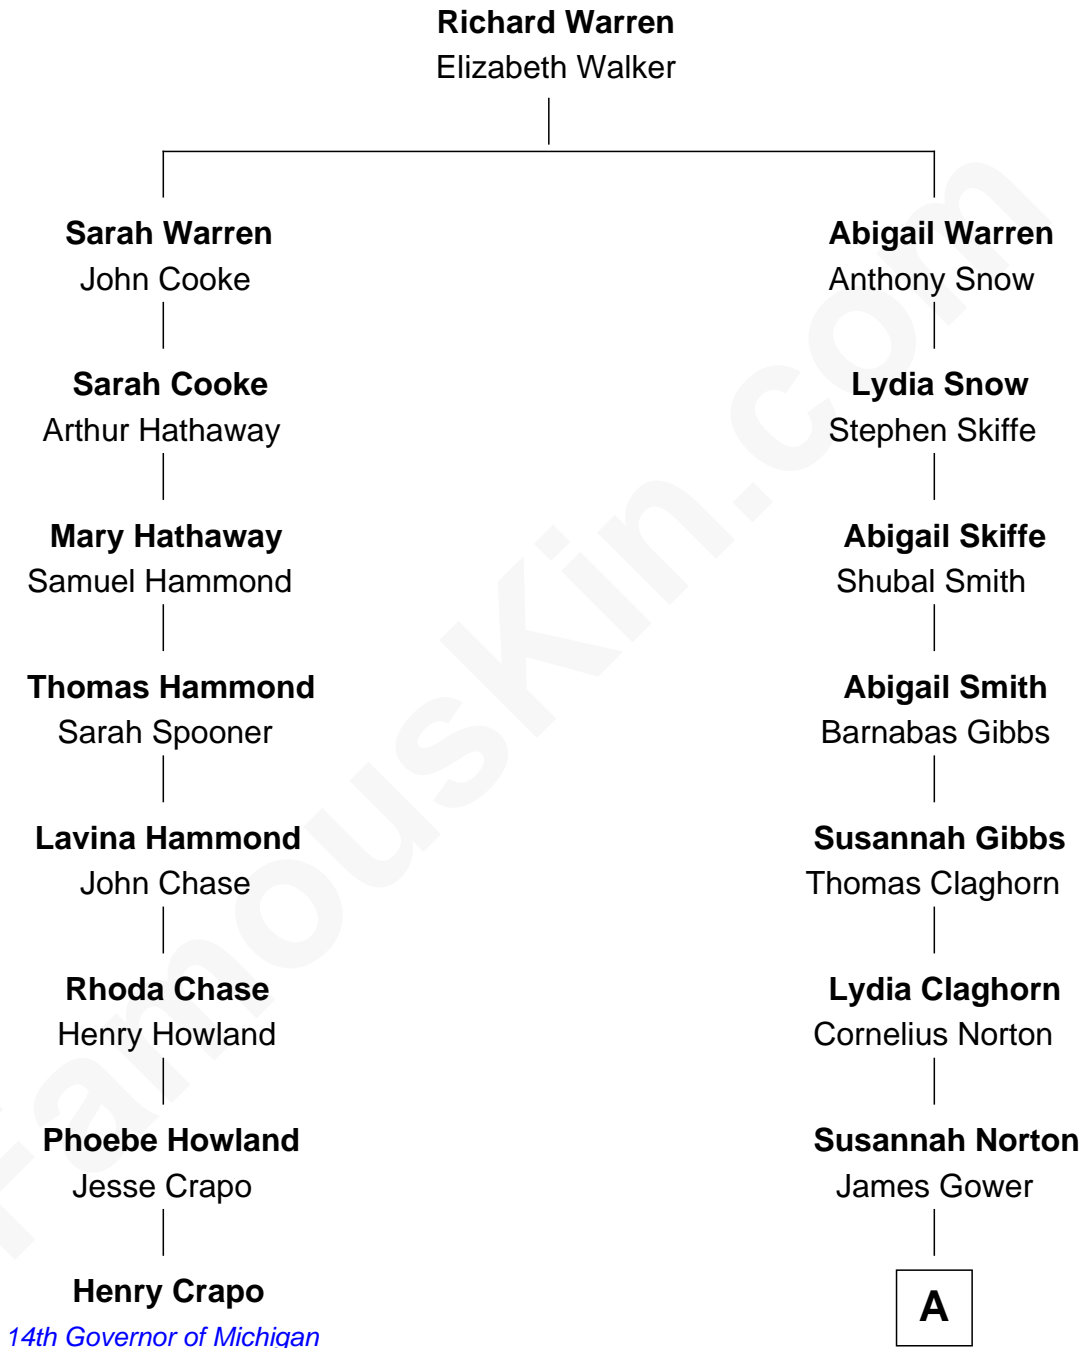 Richard Warren
Elizabeth Walker
Sarah Warren
John Cooke
Abigail Warren
Anthony Snow
Sarah Cooke
Arthur Hathaway
Lydia Snow
Stephen Skiffe
Mary Hathaway
Samuel Hammond
Abigail Skiffe
Shubal Smith
Thomas Hammond
Sarah Spooner
Abigail Smith
Barnabas Gibbs
Lavina Hammond
John Chase
Susannah Gibbs
Thomas Claghorn
Rhoda Chase
Henry Howland
Lydia Claghorn
Cornelius Norton
Phoebe Howland
Jesse Crapo
Susannah Norton
James Gower
Henry Crapo
14th Governor of Michigan
A
FamousKin.com